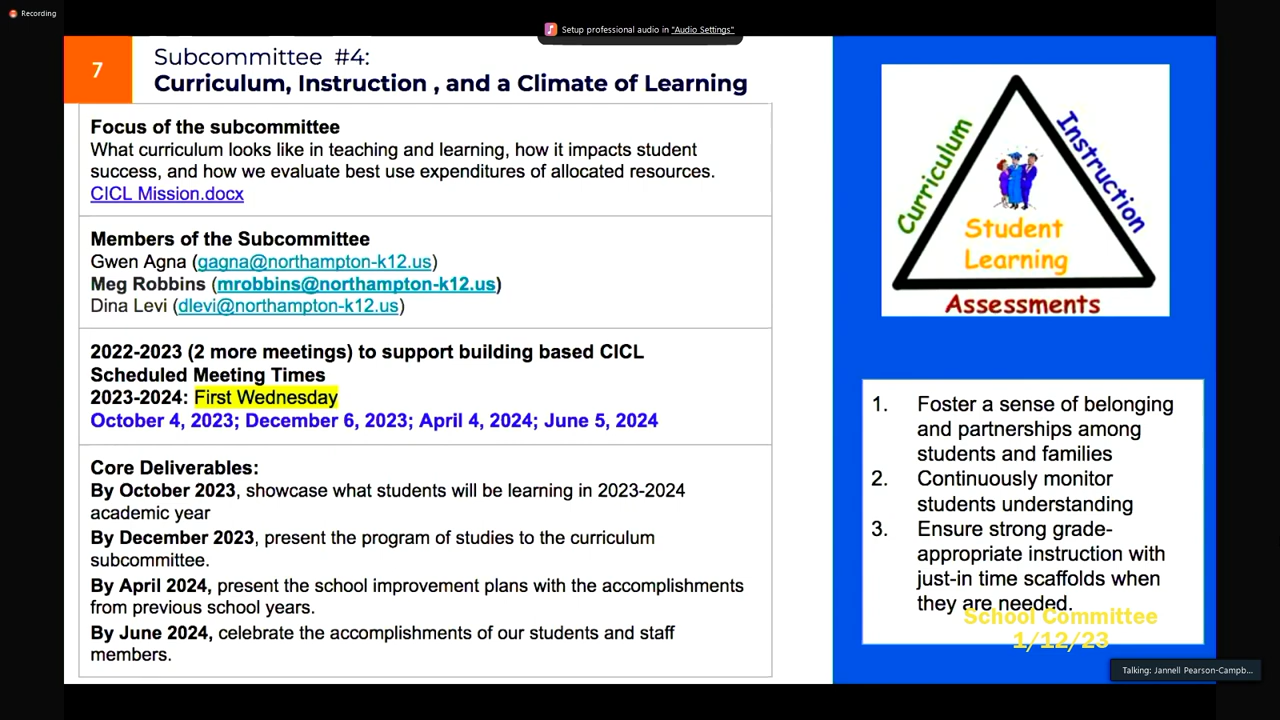 Recording
Setup professional audio in "Audio Settings"
7
Subcommittee #4:
Curriculum, Instruction , and a Climate of Learning
Focus of the subcommittee
What curriculum looks like in teaching and learning, how it impacts student
success, and how we evaluate best use expenditures of allocated resources.
CICL Mission.docx
Members of the Subcommittee
Gwen Agna (gagna@northampton-k12.us)
Meg Robbins (mrobbins@northampton-k12.us)
Dina Levi (dlevi@northampton-k12.us)
2022-2023 (2 more meetings) to support building based CICL
Scheduled Meeting Times
2023-2024: First Wednesday
October 4, 2023; December 6, 2023; April 4, 2024; June 5, 2024
Core Deliverables:
By October 2023, showcase what students will be learning in 2023-2024
academic year
By December 2023, present the program of studies to the curriculum
subcommittee.
By April 2024, present the school improvement plans with the accomplishments
from previous school years.
By June 2024, celebrate the accomplishments of our students and staff
members.
Curriculum
Instruction
Student
Learning
Assessments
1. Foster a sense of belonging
and partnerships among
students and families
2. Continuously monitor
students understanding
3. Ensure strong grade-
appropriate instruction with
just-in time scaffolds when
they are needed.
School Committee
1/12/23
Talking: Jannell Pearson-Campb...